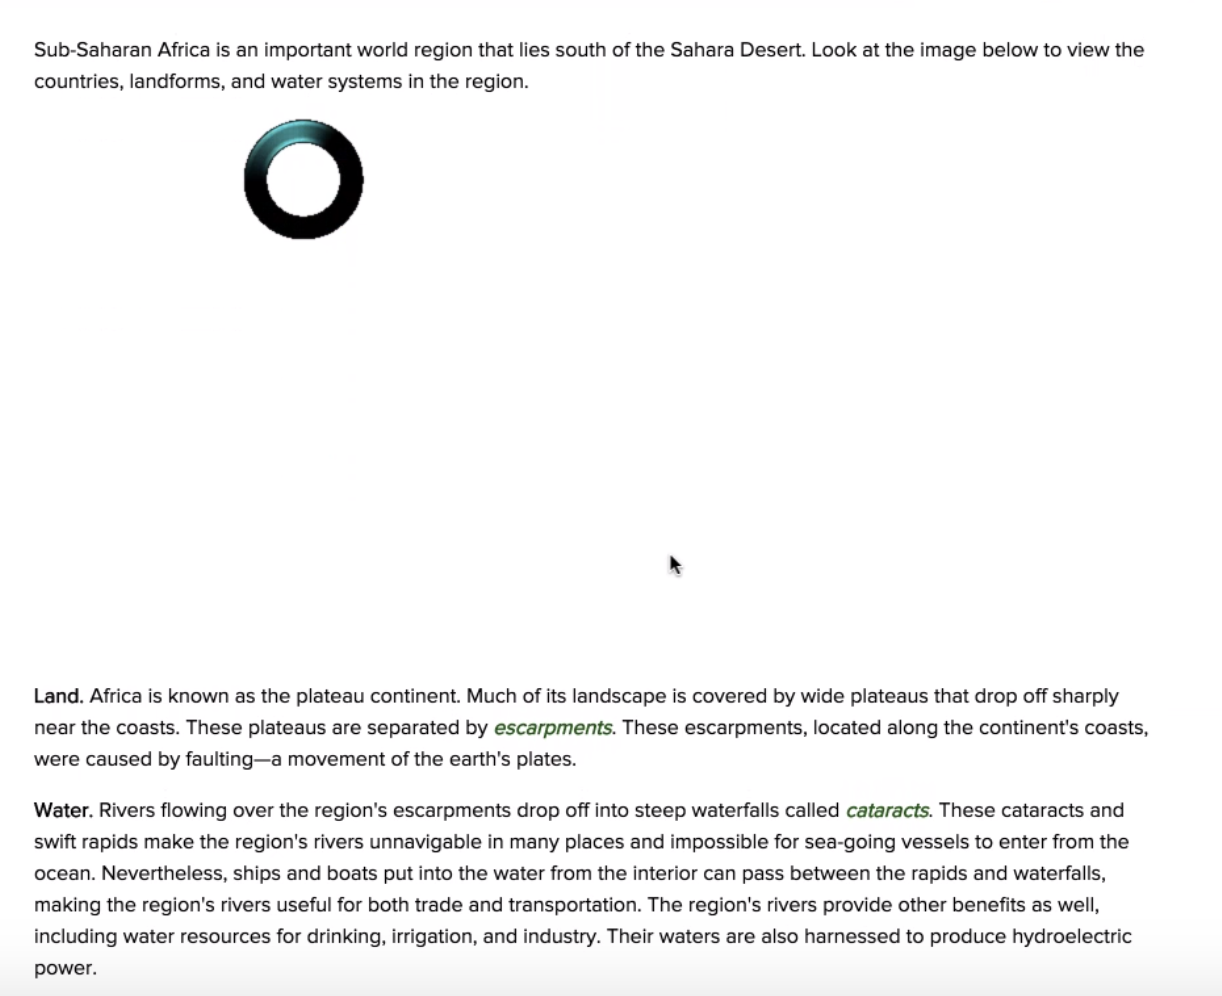 Sub-Saharan Africa is an important world region that lies south of the Sahara Desert. Look at the image below to view the
countries, landforms, and water systems in the region.
Land. Africa is known as the plateau continent. Much of its landscape is covered by wide plateaus that drop off sharply
near the coasts. These plateaus are separated by escarpments. These escarpments, located along the continent's coasts,
were caused by faulting—a movement of the earth's plates.
Water. Rivers flowing over the region's escarpments drop off into steep waterfalls called cataracts. These cataracts and
swift rapids make the region's rivers unnavigable in many places and impossible for sea-going vessels to enter from the
ocean. Nevertheless, ships and boats put into the water from the interior can pass between the rapids and waterfalls,
making the region's rivers useful for both trade and transportation. The region's rivers provide other benefits as well,
including water resources for drinking, irrigation, and industry. Their waters are also harnessed to produce hydroelectric
power.